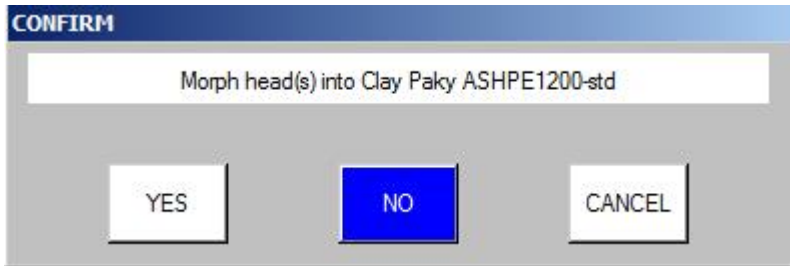 CONFIRM
Morph head(s) into Clay Paky ASHPE1200-std
YES NO CANCEL